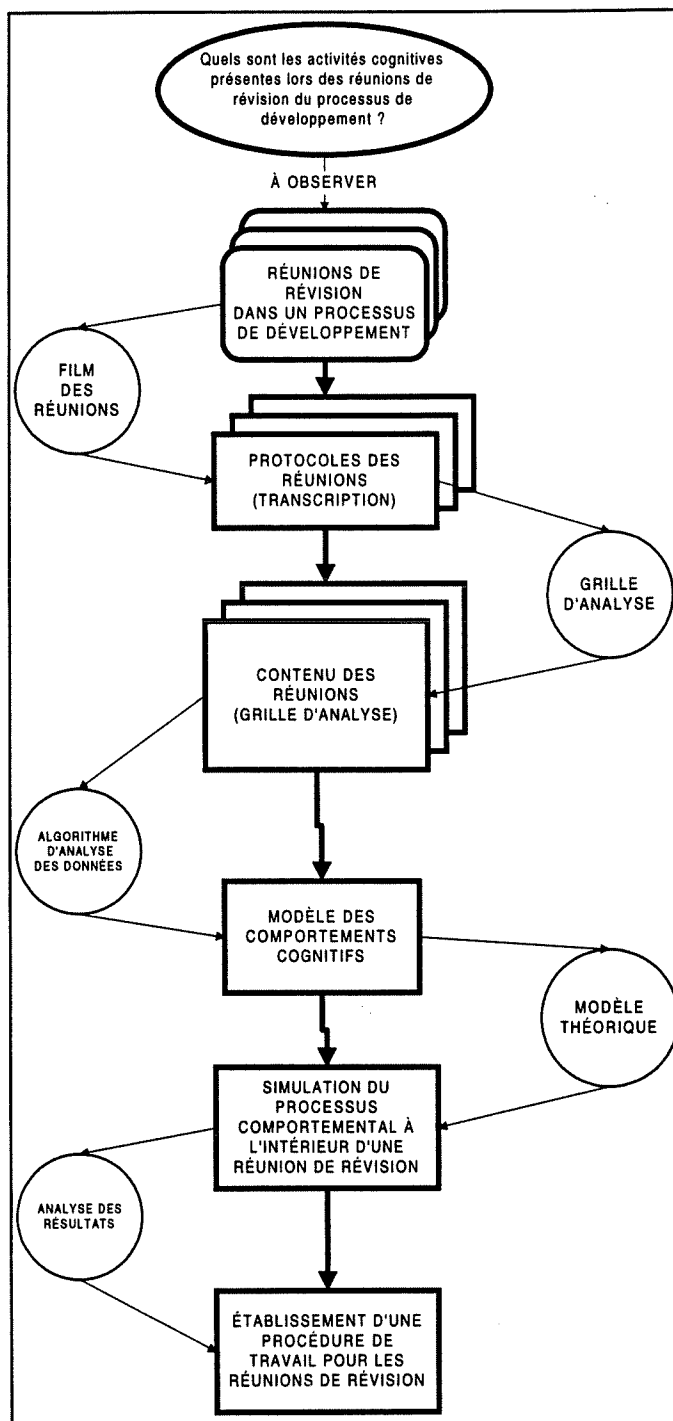 Quels sont les activités cognitives
présentes lors des réunions de
révision du processus de
développement ?
À OBSERVER
RÉUNIONS DE
RÉVISION
DANS UN PROCESSUS
DE DÉVELOPPEMENT
FILM
DES
RÉUNIONS
PROTOCOLES DES
RÉUNIONS
(TRANSCRIPTION)
GRILLE
D'ANALYSE
CONTENU DES
RÉUNIONS
(GRILLE D'ANALYSE)
ALGORITHME
D'ANALYSE
DES DONNÉES
MODÈLE DES
COMPORTEMENTS
COGNITIFS
MODÈLE
THÉORIQUE
SIMULATION DU
PROCESSUS
COMPORTEMENTAL À
L'INTÉRIEUR D'UNE
RÉUNION DE RÉVISION
ANALYSE DES
RÉSULTATS
ÉTABLISSEMENT D'UNE
PROCÉDURE DE
TRAVAIL POUR LES
RÉUNIONS DE RÉVISION